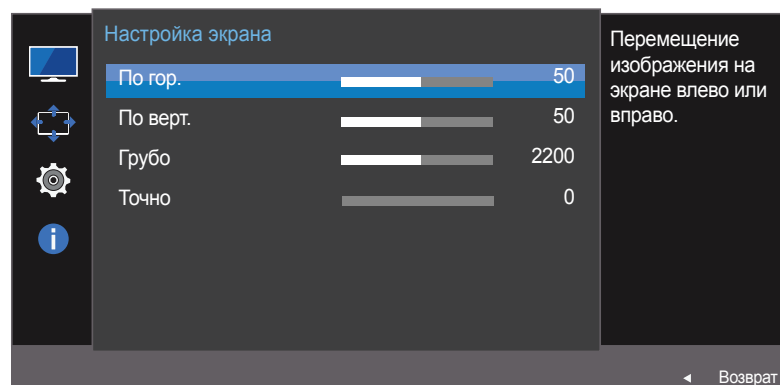 Настройка экрана
По гор. 50
По верт. 50
Грубо 2200
Точно 0
Перемещение
изображения на
экране влево или
вправо.
Возврат